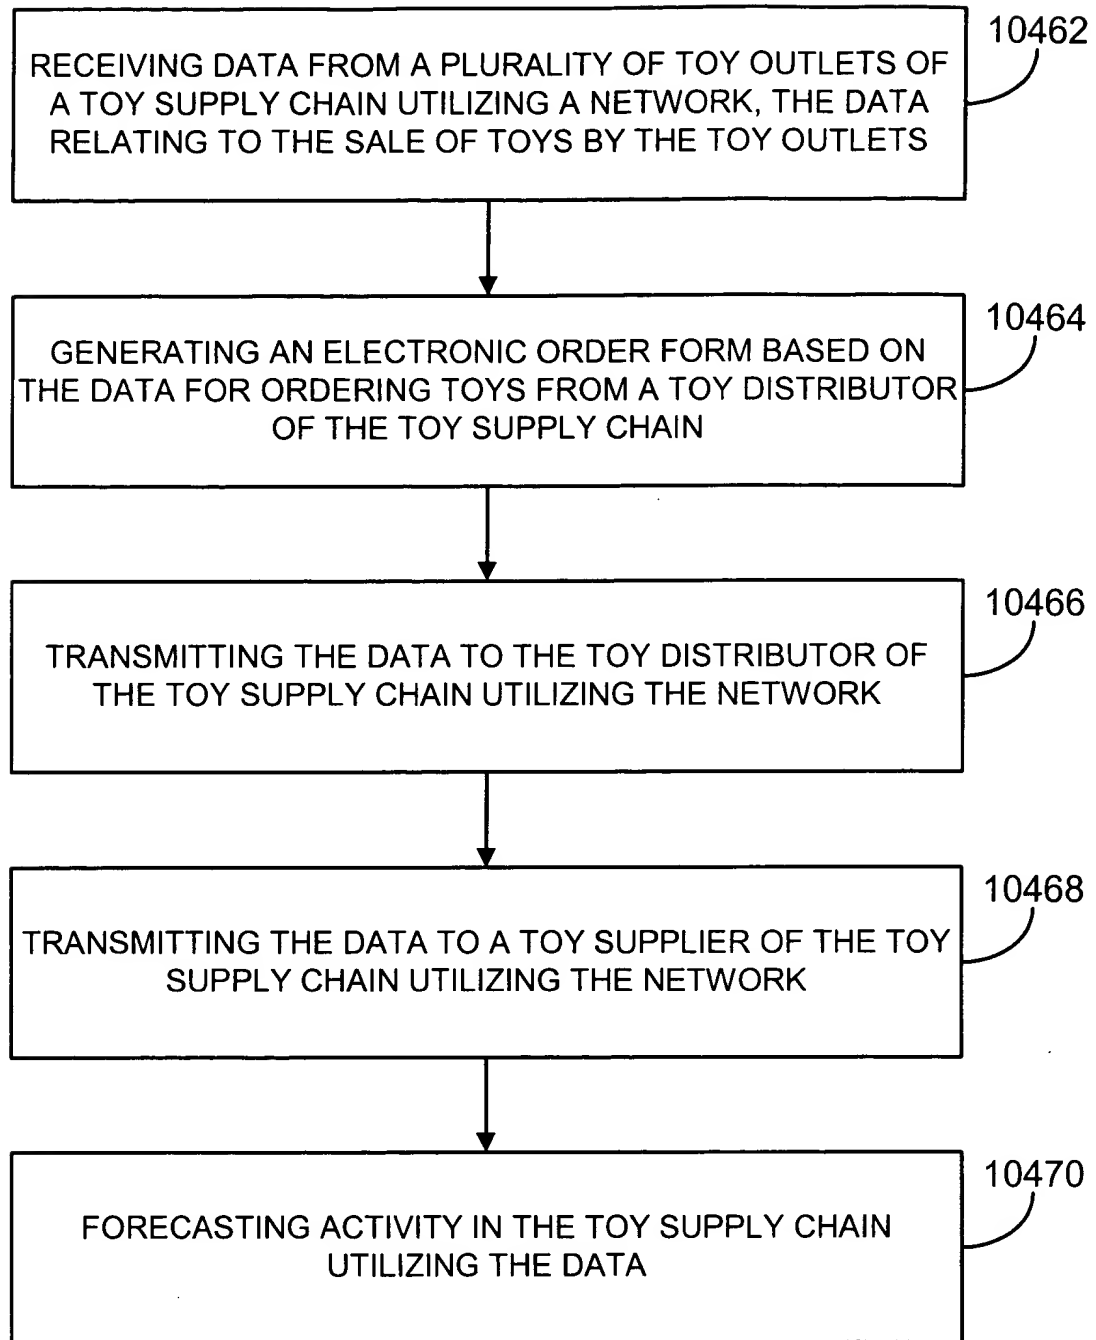 10462
RECEIVING DATA FROM A PLURALITY OF TOY OUTLETS OF
A TOY SUPPLY CHAIN UTILIZING A NETWORK, THE DATA
RELATING TO THE SALE OF TOYS BY THE TOY OUTLETS
10464
GENERATING AN ELECTRONIC ORDER FORM BASED ON
THE DATA FOR ORDERING TOYS FROM A TOY DISTRIBUTOR
OF THE TOY SUPPLY CHAIN
10466
TRANSMITTING THE DATA TO THE TOY DISTRIBUTOR OF
THE TOY SUPPLY CHAIN UTILIZING THE NETWORK
10468
TRANSMITTING THE DATA TO A TOY SUPPLIER OF THE TOY
SUPPLY CHAIN UTILIZING THE NETWORK
10470
FORECASTING ACTIVITY IN THE TOY SUPPLY CHAIN
UTILIZING THE DATA